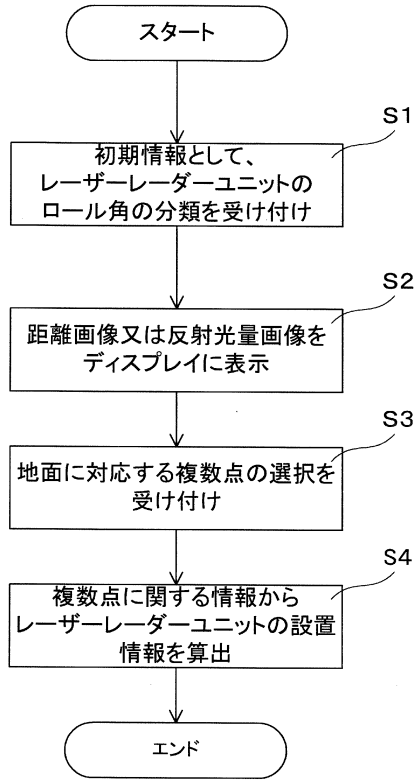 スタート
S1
初期情報として、
レーザーレーダーユニットの
ロール角の分類を受け付け
S2
距離画像又は反射光量画像を
ディスプレイに表示
S3
地面に対応する複数点の選択を
受け付け
S4
複数点に関する情報から
レーザーレーダーユニットの設置
情報を算出
エンド